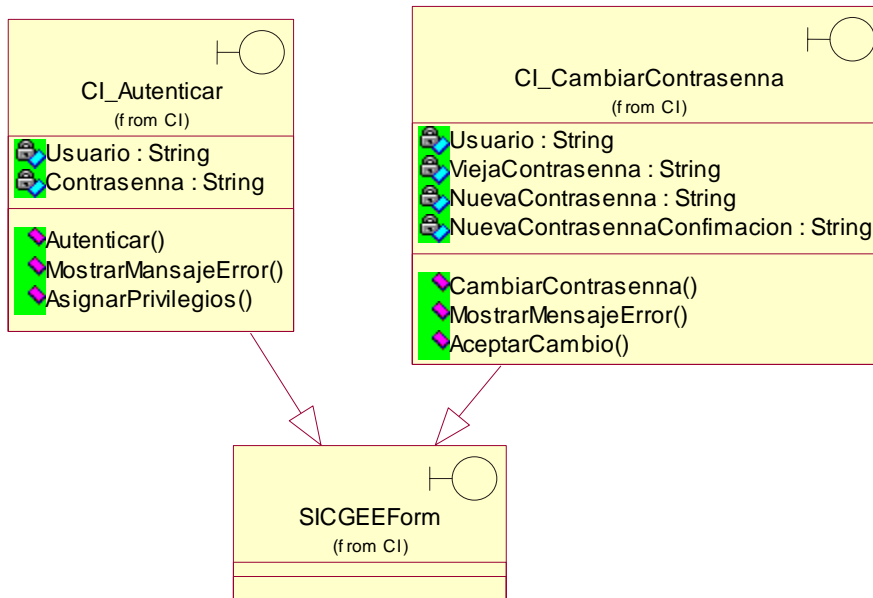 CI_Autenticar
(from CI)
Usuario : String
Contrasenna : String
Autenticar()
MostrarMansajeError()
AsignarPrivilegios()
CI_CambiarContrasenna
(from CI)
Usuario : String
ViejaContrasenna : String
NuevaContrasenna : String
NuevaContrasennaConfimacion : String
CambiarContrasenna()
MostrarMensajeError()
AceptarCambio()
SICGEEForm
(from CI)